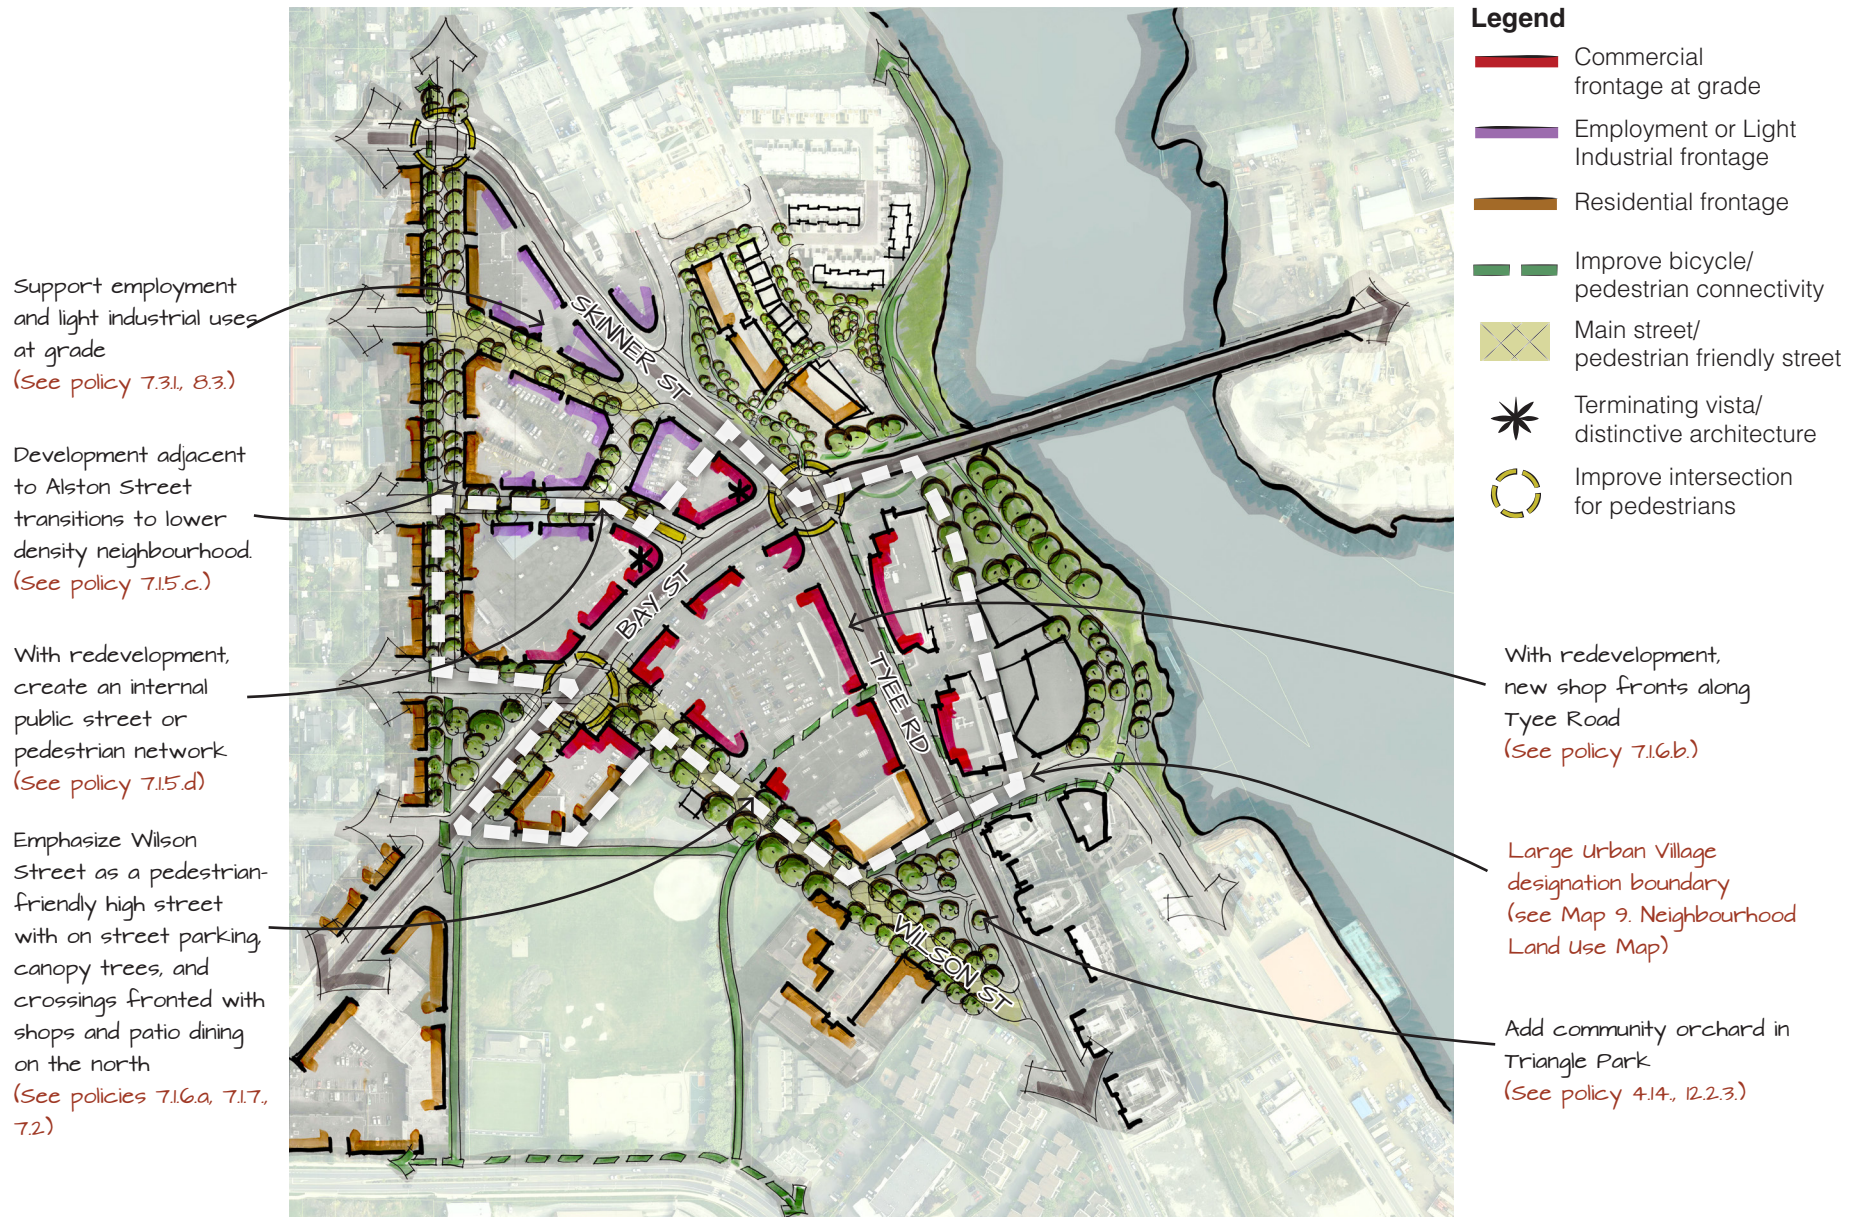 Legend
Commercial
frontage at grade
Employment or Light
Industrial frontage
Residential frontage
Improve bicycle/
pedestrian connectivity
Main street/
pedestrian friendly street
Terminating vista/
distinctive architecture
Improve intersection
for pedestrians
Support employment
and light industrial uses
at grade
(See policy 7.3.1., 8.3.)
Development adjacent
to Alston Street
transitions to lower
density neighbourhood.
(See policy 7.1.5.c.)
With redevelopment,
create an internal
public street or
pedestrian network
(See policy 7.1.5.d)
Emphasize Wilson
Street as a pedestrian-
friendly high street
with on street parking,
canopy trees, and
crossings fronted with
shops and patio dining
on the north
(See policies 7.1.6.a, 7.1.7.,
7.2)
SKINNER ST
BAY ST
TYEE RD
WILSON ST
With redevelopment,
new shop fronts along
Tyee Road
(See policy 7.1.6.b.)
Large Urban Village
designation boundary
(see Map 9. Neighbourhood
Land Use Map)
Add community orchard in
Triangle Park
(See policy 4.14., 12.2.3.)